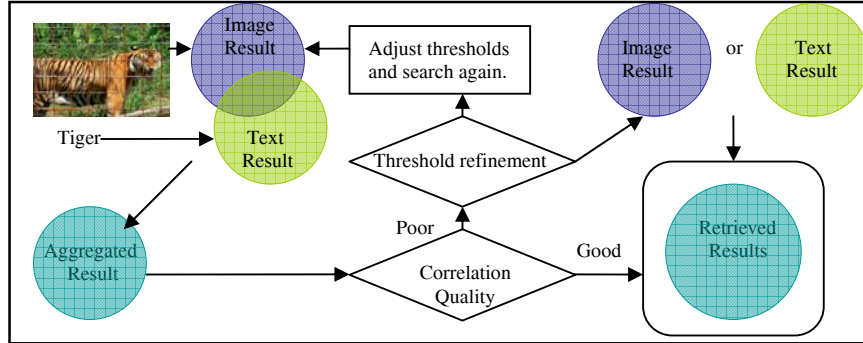 Image
Result
Adjust thresholds
and search again.
Image
Result
or
Text
Result
Tiger
Text
Result
Threshold refinement
Poor
Good
Aggregated
Result
Correlation
Quality
Retrieved
Results